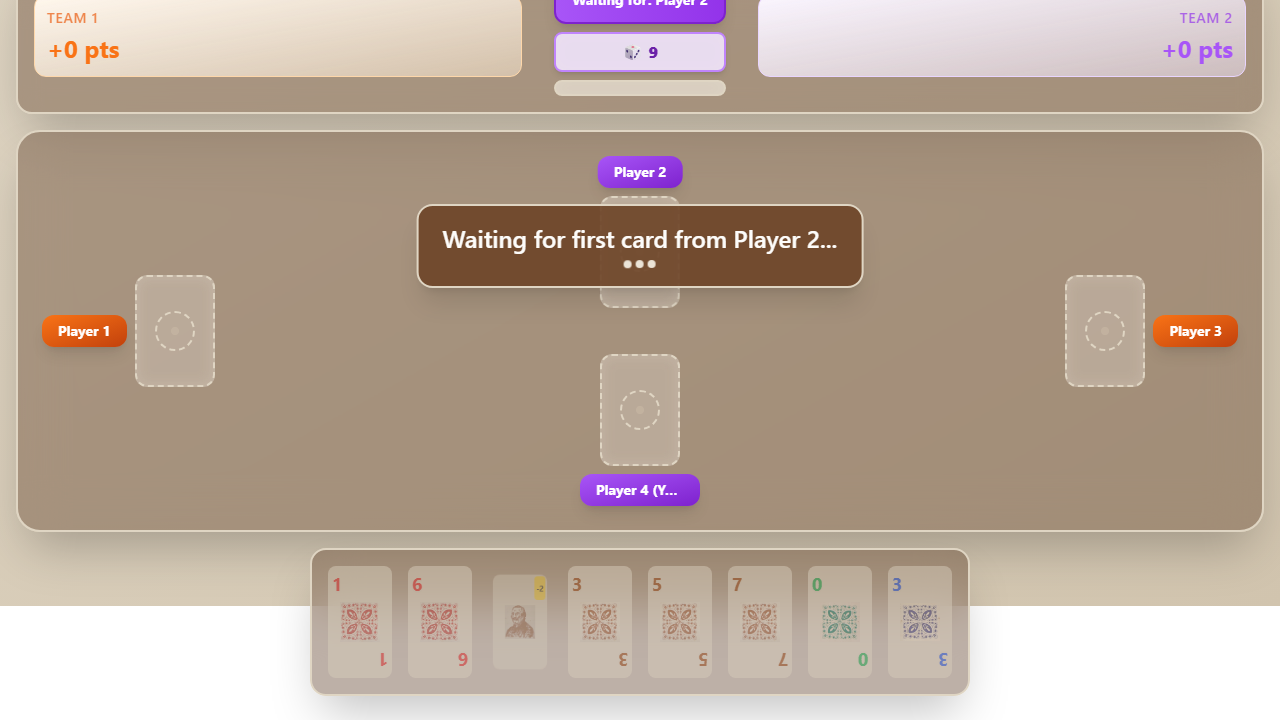 Waiting for: Player 2
TEAM 1
+0 pts
9
TEAM 2
+0 pts
Player 2
Waiting for first card from Player 2...
Player 1
Player 3
Player 4 (Y...
1
1
6
6
-2
3
3
5
5
7
7
0
0
3
3